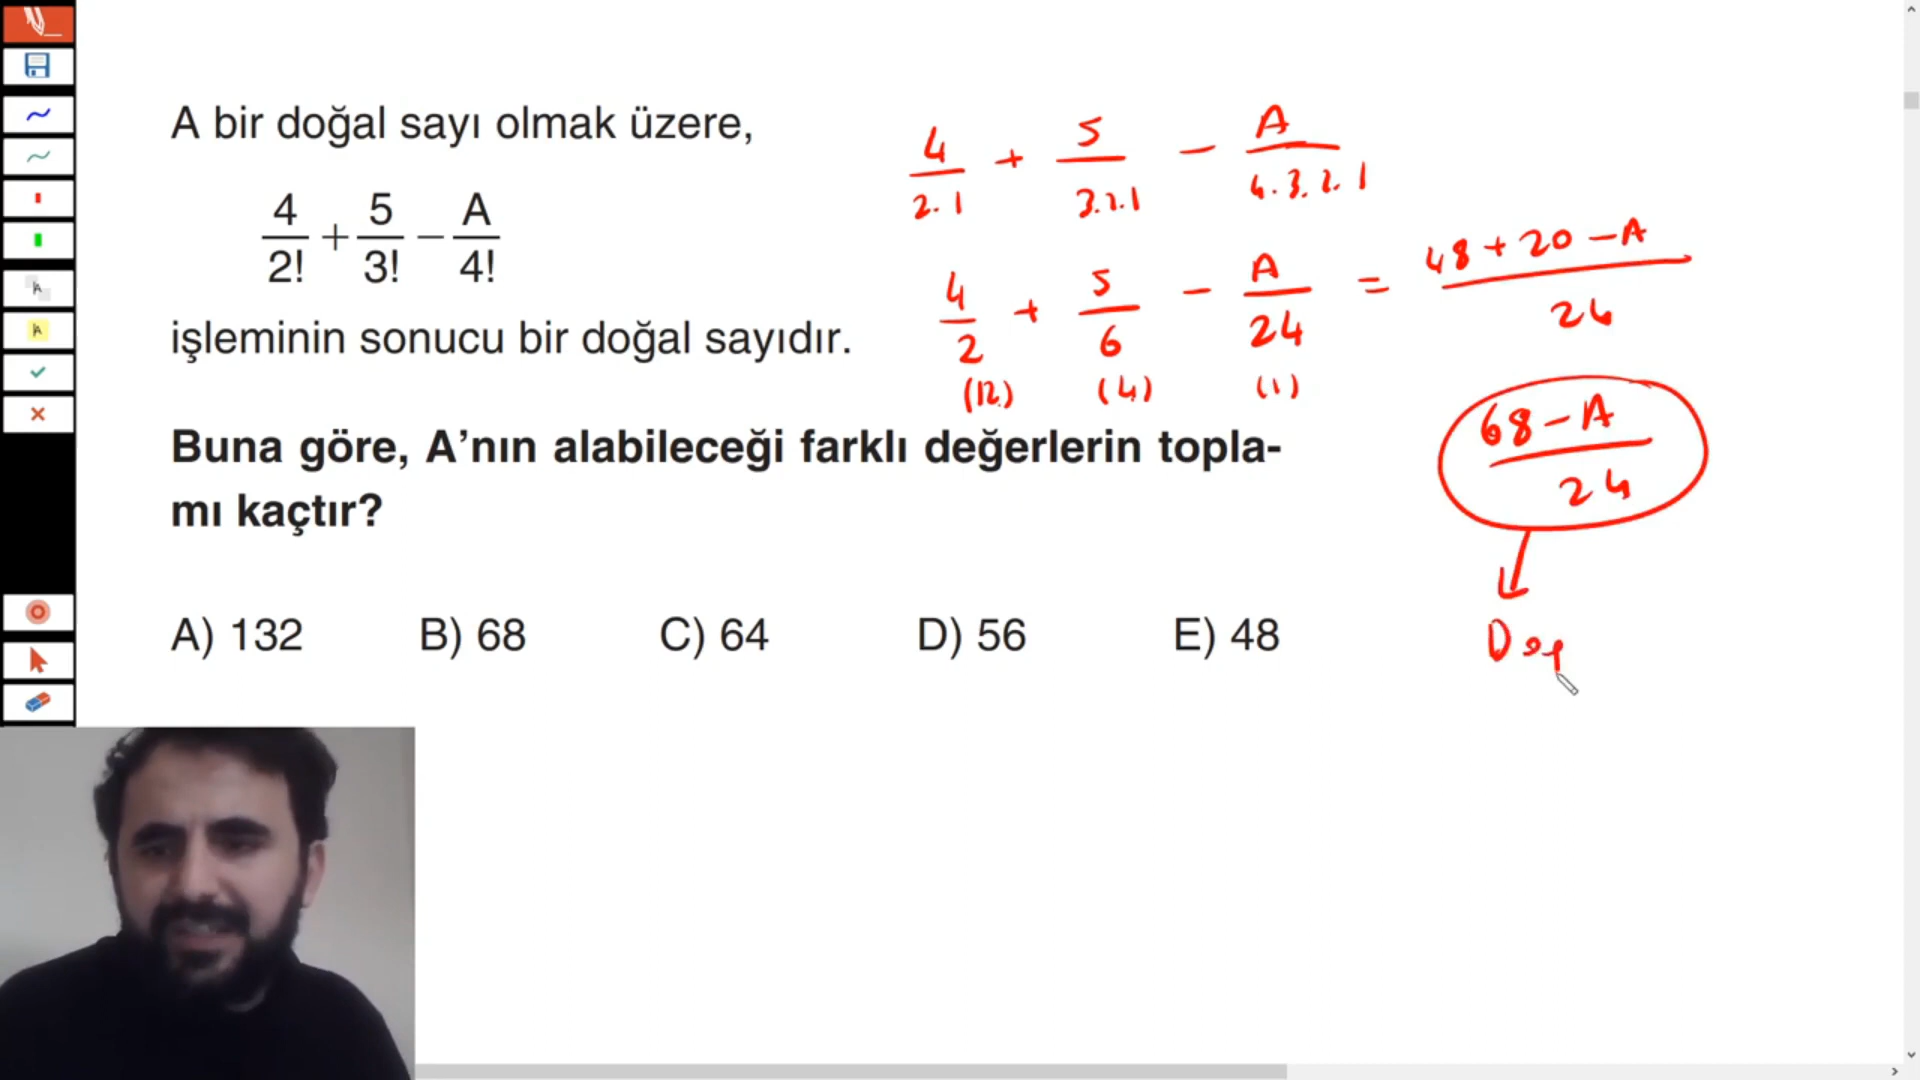 A bir doğal sayı olmak üzere,
4/2! + 5/3! − A/4!
işleminin sonucu bir doğal sayıdır.
Buna göre, A’nın alabileceği farklı değerlerin topla-
mı kaçtır?
A) 132 B) 68 C) 64 D) 56 E) 48
4/2.1 + 5/3.2.1 − A/4.3.2.1
4/2 + 5/6 − A/24 = 48+20−A/24
(12) (4) (1)
68−A/24
Doğ